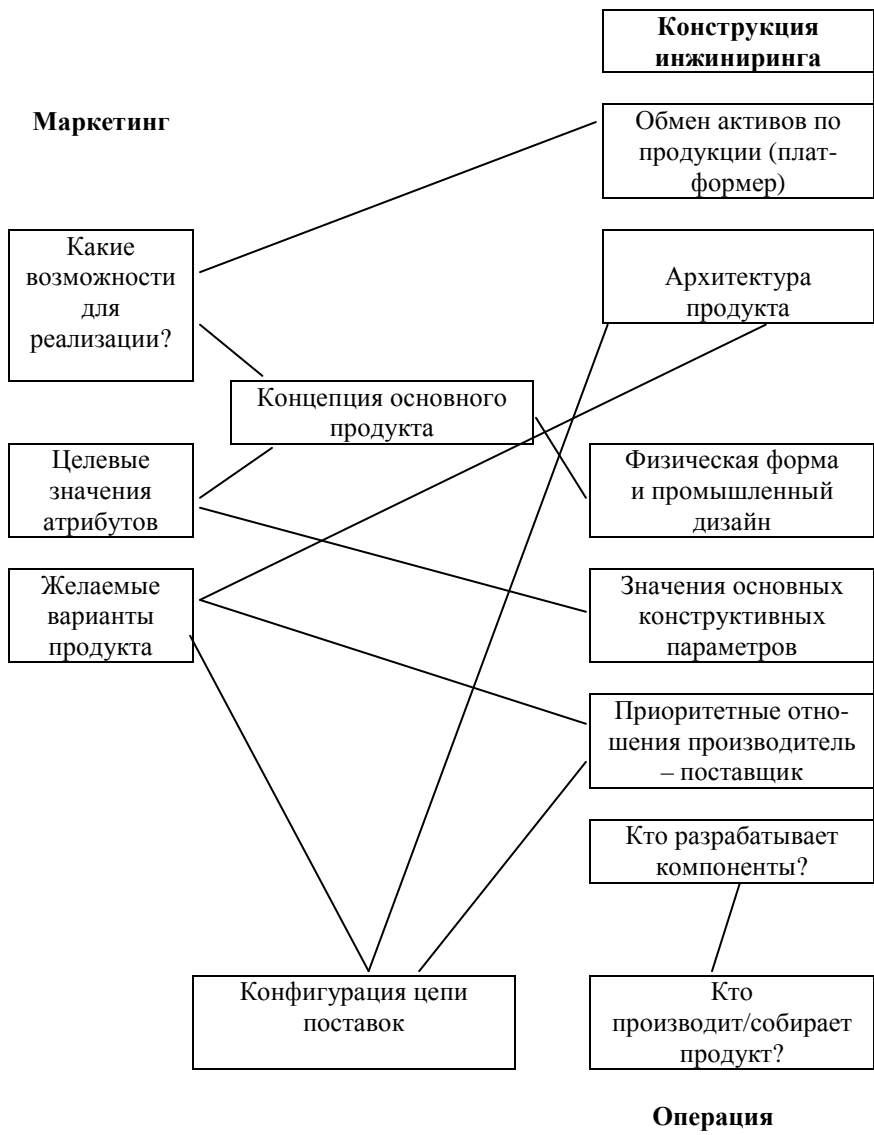 Конструкция
инжиниринга
Маркетинг
Обмен активов по
продукции (плат-
формер)
Какие
возможности
для
реализации?
Архитектура
продукта
Концепция основного
продукта
Целевые
значения
атрибутов
Физическая форма
и промышленный
дизайн
Желаемые
варианты
продукта
Значения основных
конструктивных
параметров
Приоритетные отно-
шения производитель
– поставщик
Кто разрабатывает
компоненты?
Конфигурация цепи
поставок
Кто
производит/собирает
продукт?
Операция